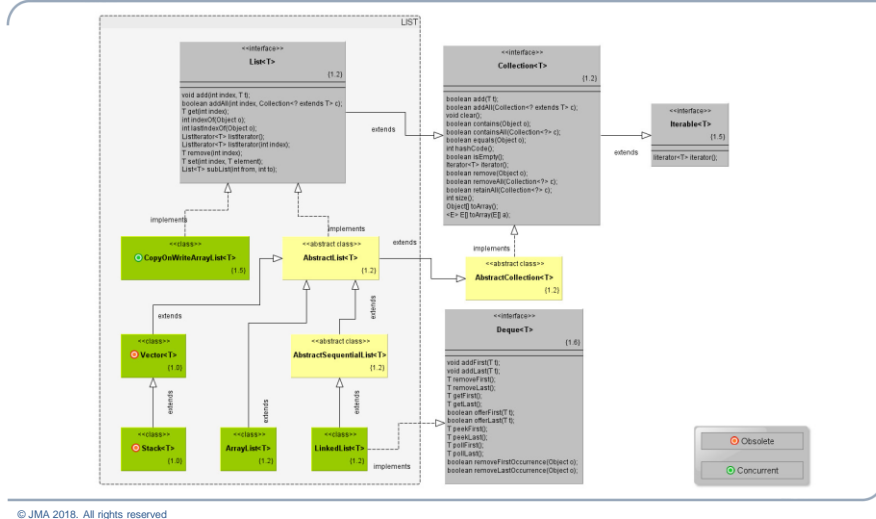 LIST
<<interface>>
List<T>
{1.2}
void add(int index, T t);
boolean addAll(int index, Collection<? extends T> c);
T get(int index);
int indexOf(Object o);
int lastIndexOf(Object o);
ListIterator<T> listIterator();
ListIterator<T> listIterator(int index);
T remove(int index);
T set(int index, T element);
List<T> subList(int from, int to);
extends
<<interface>>
Collection<T>
{1.2}
boolean add(T t);
boolean addAll(Collection<? extends T> c);
void clear();
boolean contains(Object o);
boolean containsAll(Collection<?> c);
boolean equals(Object o);
int hashCode();
boolean isEmpty();
Iterator<T> iterator();
boolean remove(Object o);
boolean removeAll(Collection<?> c);
boolean retainAll(Collection<?> c);
int size();
Object[] toArray();
<E> E[] toArray(E[] a);
extends
<<interface>>
Iterable<T>
{1.5}
Iterator<T> iterator();
implements
implements
implements
<<class>>
CopyOnWriteArrayList<T>
{1.5}
<<abstract class>>
AbstractList<T>
{1.2}
extends
<<abstract class>>
AbstractCollection<T>
{1.2}
extends
extends
<<class>>
Vector<T>
{1.0}
<<abstract class>>
AbstractSequentialList<T>
{1.2}
<<interface>>
Deque<T>
{1.6}
void addFirst(T t);
void addLast(T t);
T removeFirst();
T removeLast();
T getFirst();
T getLast();
boolean offerFirst(T t);
boolean offerLast(T t);
T peekFirst();
T peekLast();
T pollFirst();
T pollLast();
boolean removeFirstOccurrence(Object o);
boolean removeLastOccurrence(Object o);
extends
extends
extends
<<class>>
Stack<T>
{1.0}
<<class>>
ArrayList<T>
{1.2}
<<class>>
LinkedList<T>
{1.2}
implements
Obsolete
Concurrent
© JMA 2018. All rights reserved